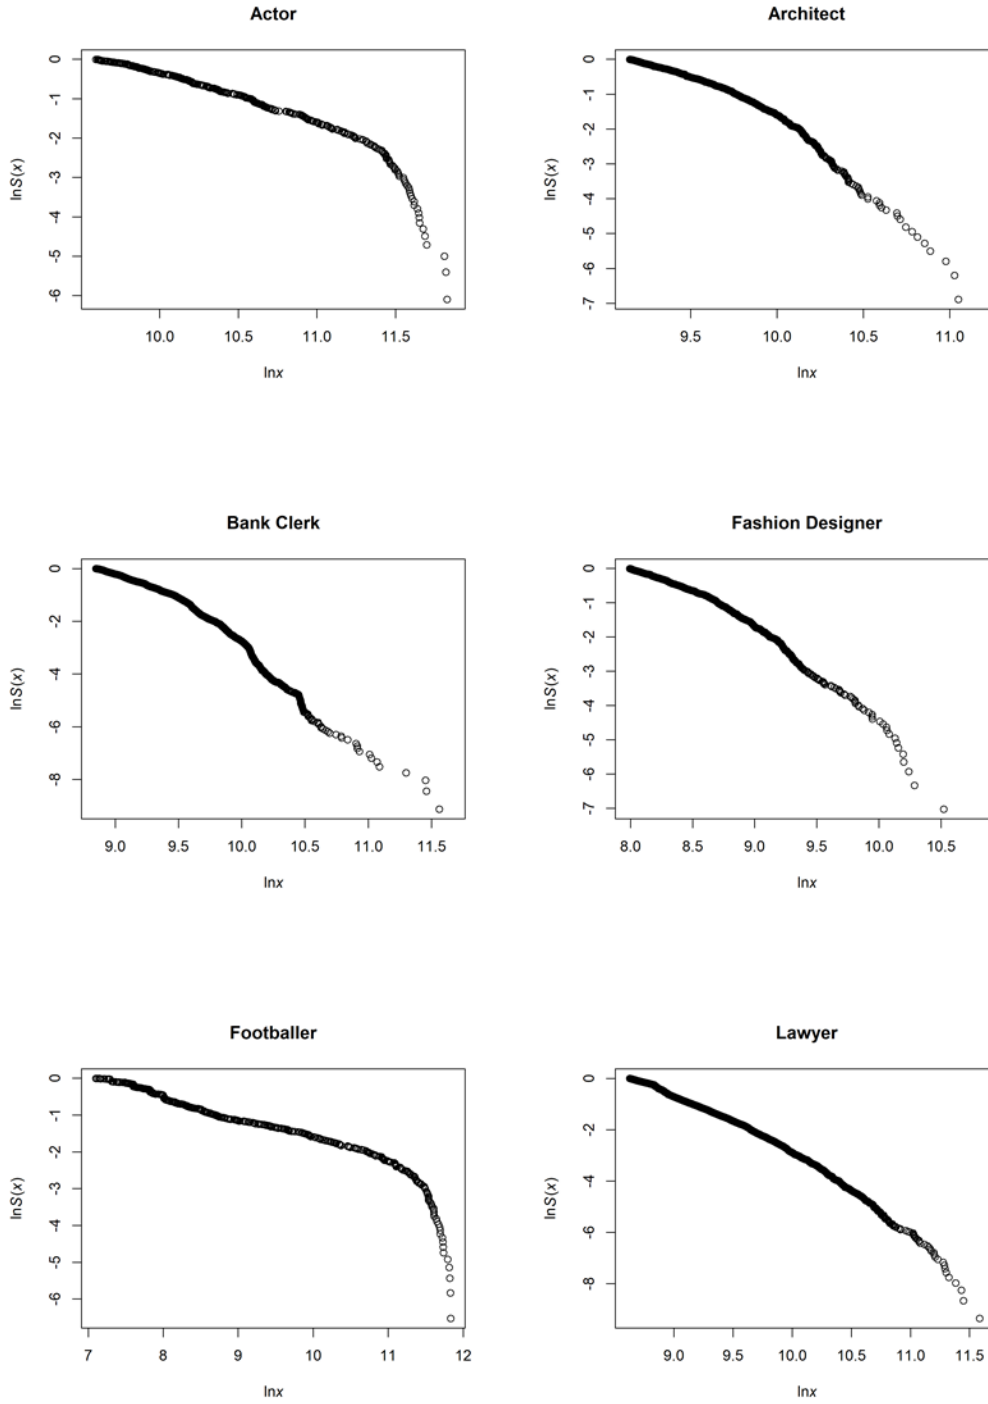 Actor
0
-1
-2
-3
-4
-5
-6
lnS(x)
10.0 10.5 11.0 11.5
lnx
Architect
0
-1
-2
-3
-4
-5
-6
-7
lnS(x)
9.5 10.0 10.5 11.0
lnx
Bank Clerk
0
-2
-4
-6
-8
lnS(x)
9.0 9.5 10.0 10.5 11.0 11.5
lnx
Fashion Designer
0
-1
-2
-3
-4
-5
-6
-7
lnS(x)
8.0 8.5 9.0 9.5 10.0 10.5
lnx
Footballer
0
-1
-2
-3
-4
-5
-6
lnS(x)
7 8 9 10 11 12
lnx
Lawyer
0
-2
-4
-6
-8
lnS(x)
9.0 9.5 10.0 10.5 11.0 11.5
lnx